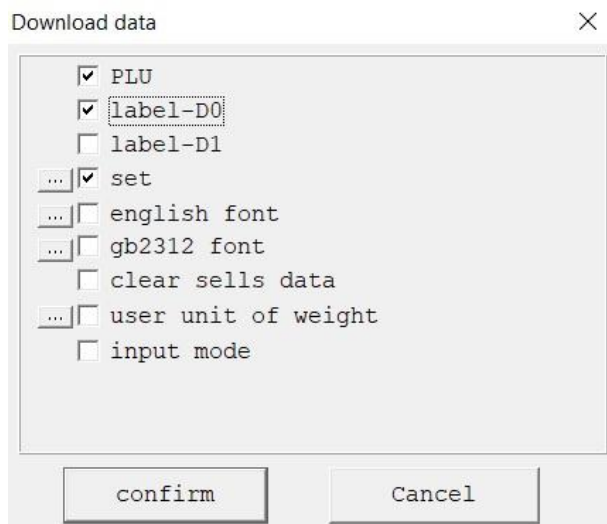 Download data
PLU
label-D0
label-D1
... set
... english font
... gb2312 font
clear sells data
... user unit of weight
input mode
confirm Cancel